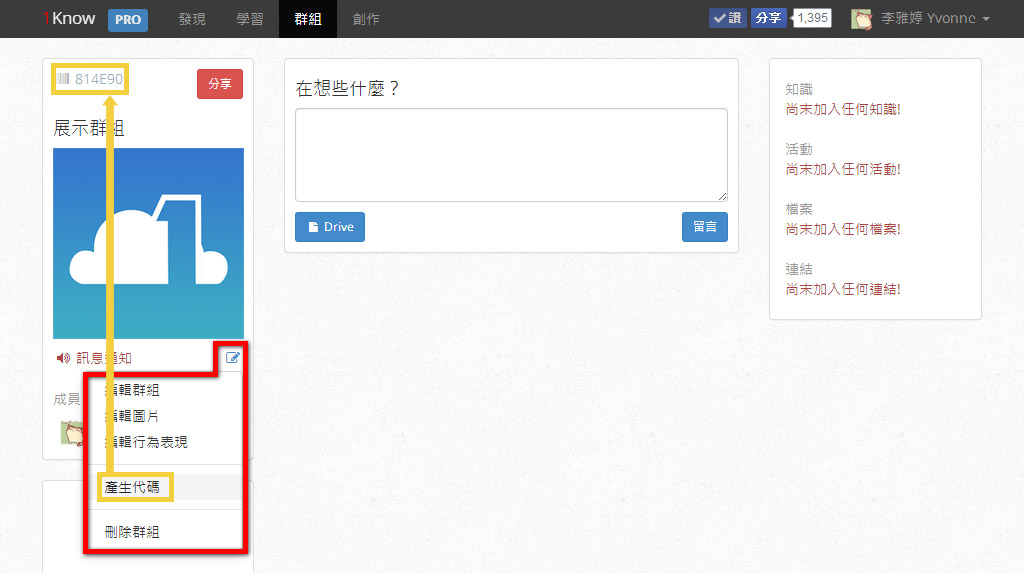 1Know PRO 發現 學習 群組 創作 讚 分享 1,395 李雅婷 Yvonne
814E90 分享
展示群組
訊息通知
編輯群組
成員
編輯圖片
編輯行為表現
產生代碼
刪除群組
在想些什麼？
Drive 留言
知識
尚未加入任何知識!
活動
尚未加入任何活動!
檔案
尚未加入任何檔案!
連結
尚未加入任何連結!